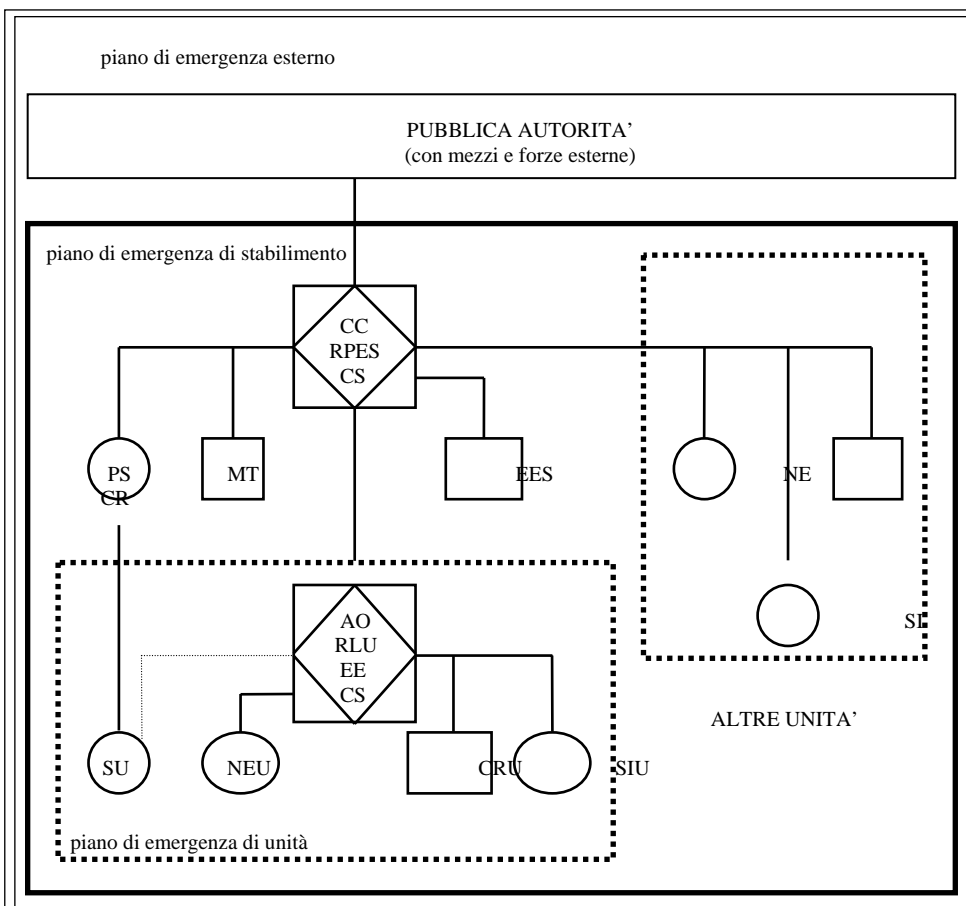 piano di emergenza esterno
PUBBLICA AUTORITA’
(con mezzi e forze esterne)
piano di emergenza di stabilimento
CC
RPES
CS
PS
CR
MT
EES
NE
SI
AO
RLU
EE
CS
ALTRE UNITA’
SU
NEU
CRU
SIU
piano di emergenza di unità